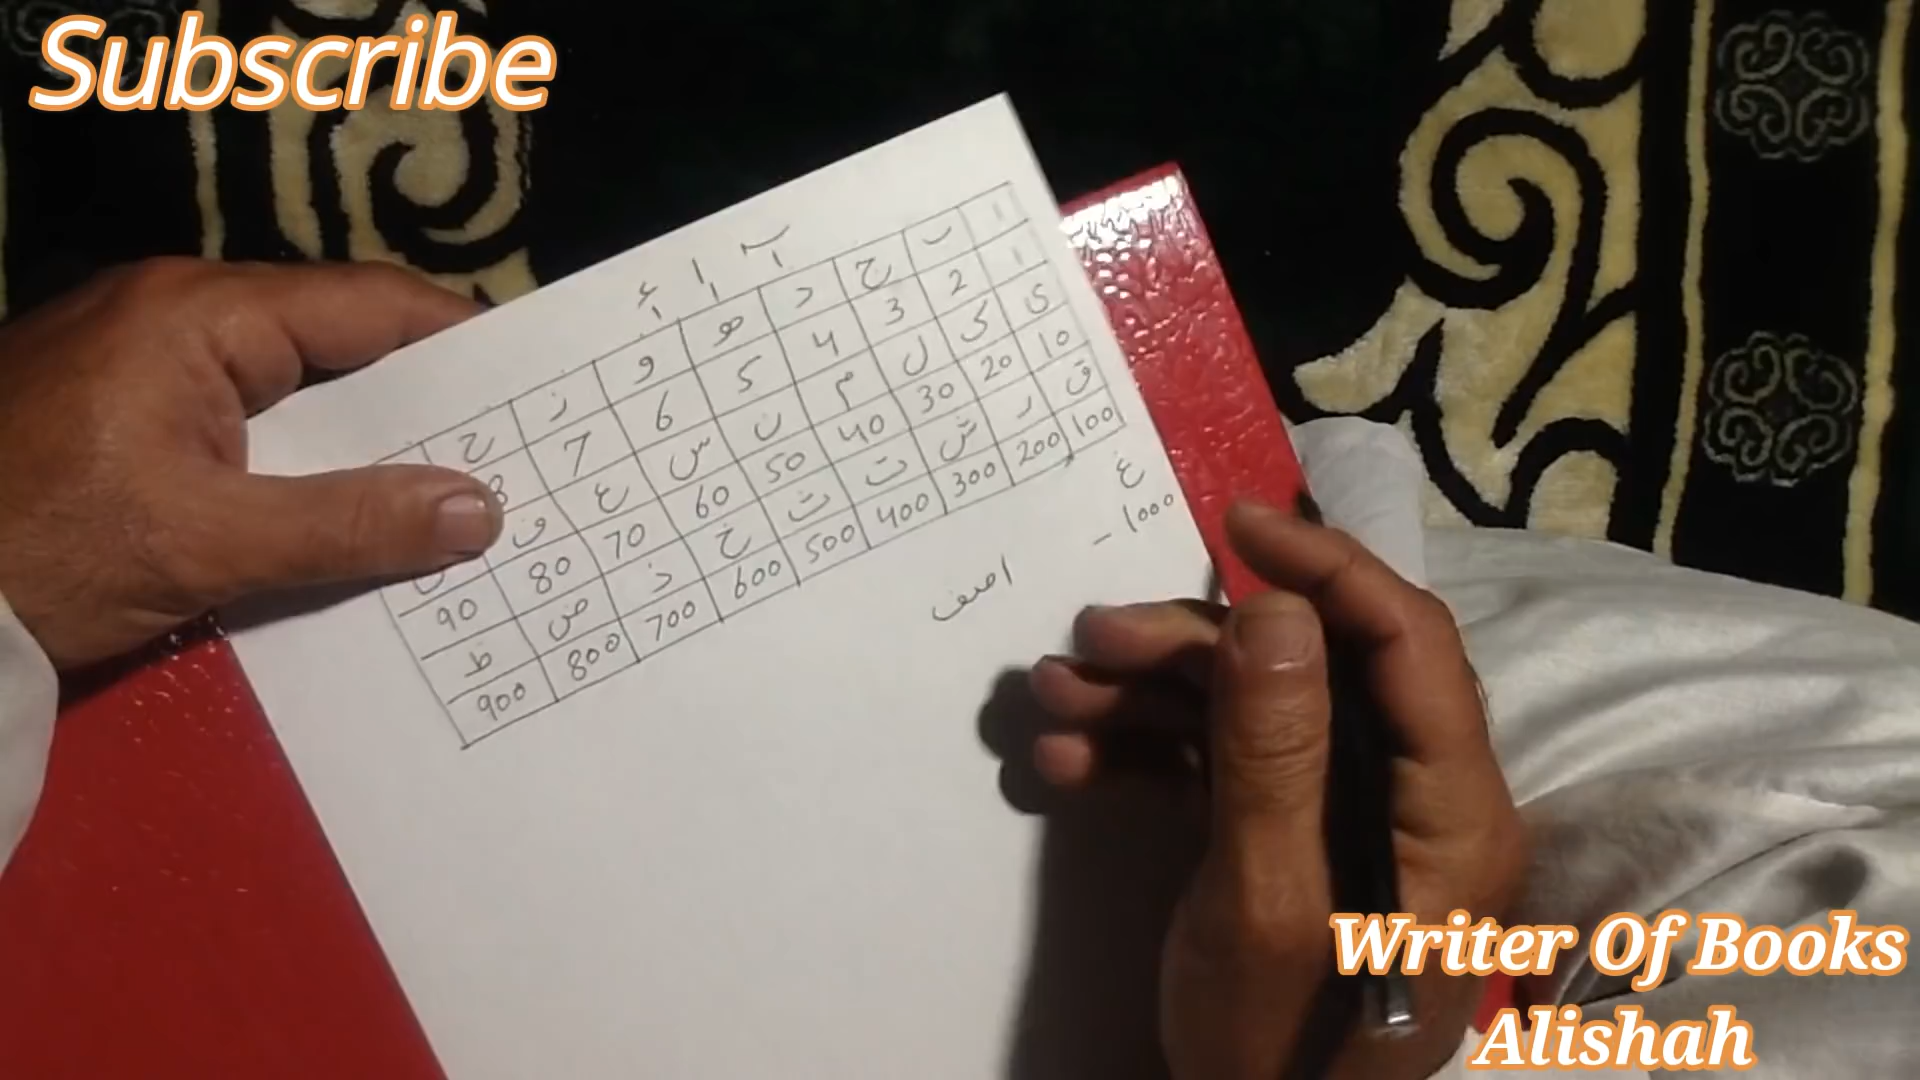 Subscribe
آ أ ئ
ا ب ج د ھ و ز ح
1 2 3 4 5 6 7 8
ی ک ل م ن س ع ف
10 20 30 40 50 60 70 80 90
ق ر ش ت ث خ ذ ض ظ
100 200 300 400 500 600 700 800 900
غ
1000 –
Writer Of Books
Alishah